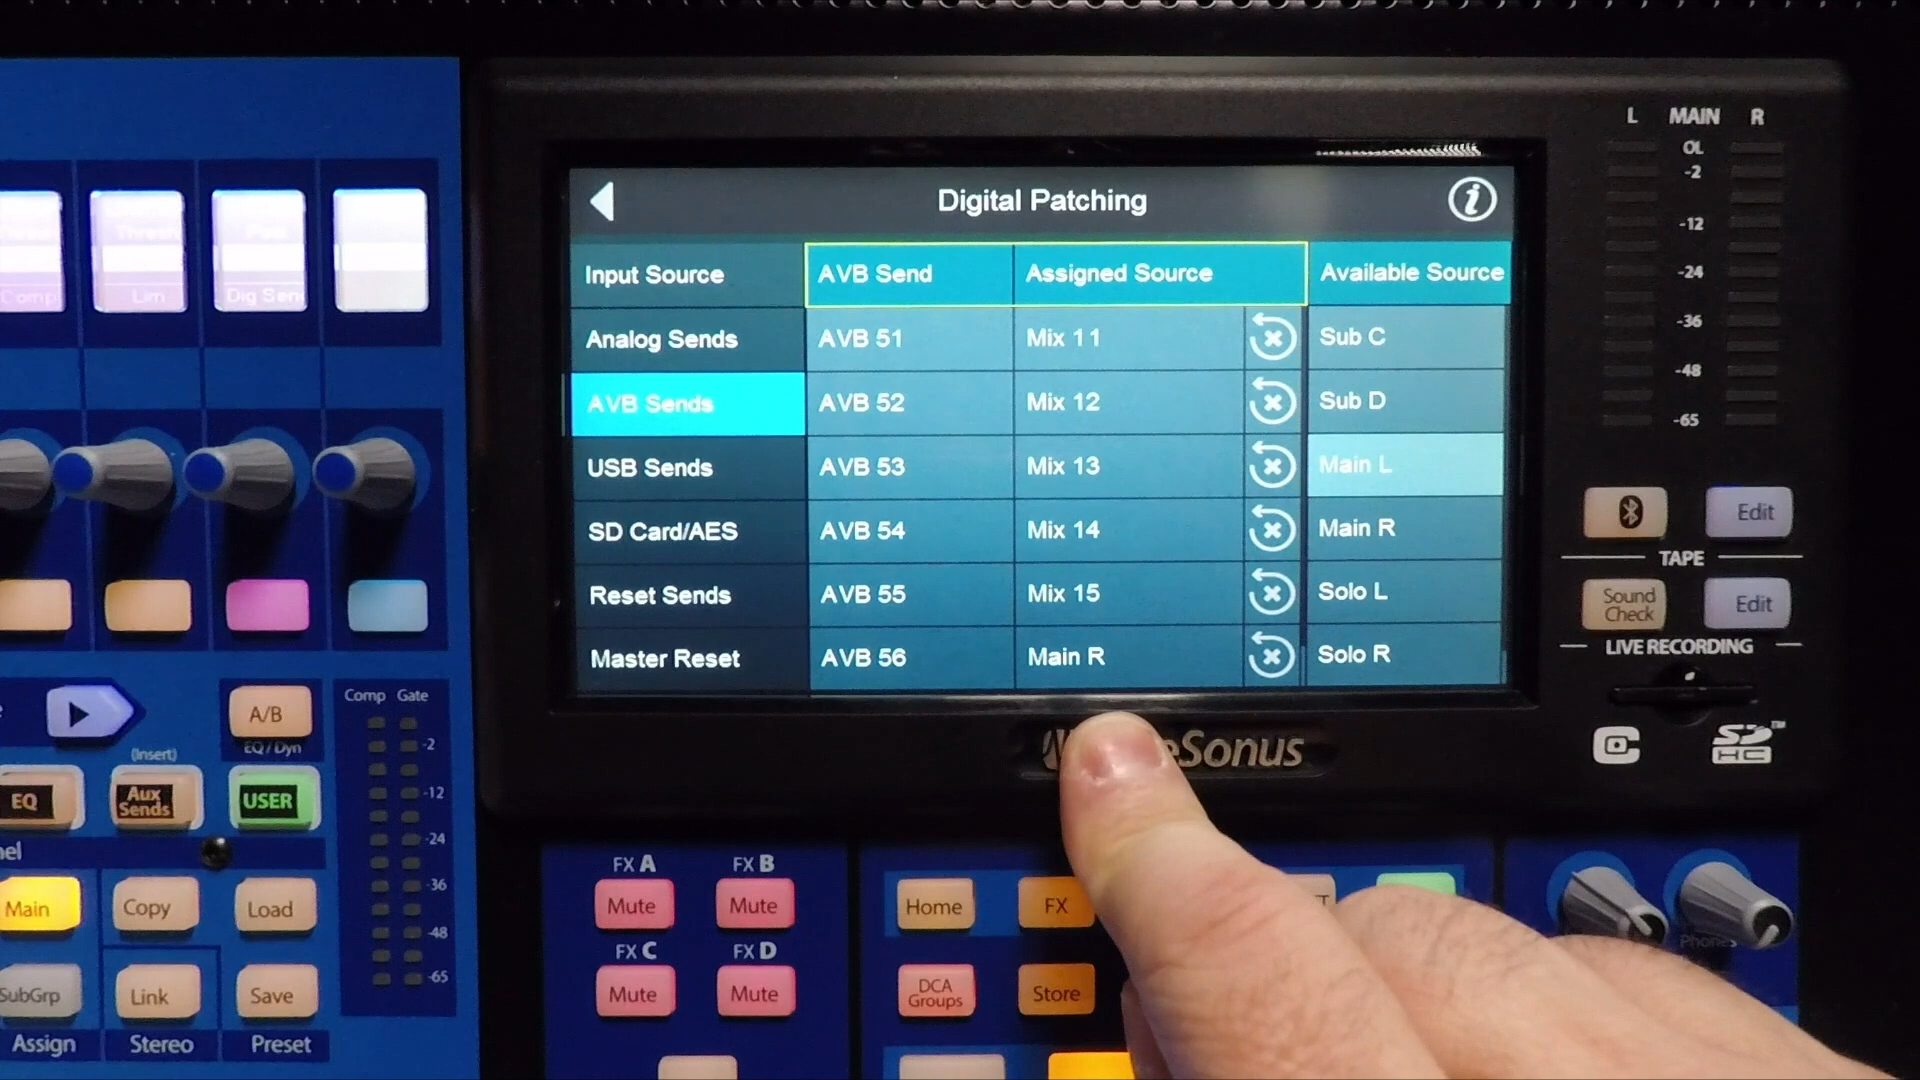 Digital Patching
i
Input Source
AVB Send
Assigned Source
Available Source
Analog Sends
AVB 51
Mix 11
Sub C
AVB Sends
AVB 52
Mix 12
Sub D
USB Sends
AVB 53
Mix 13
Main L
SD Card/AES
AVB 54
Mix 14
Main R
Reset Sends
AVB 55
Mix 15
Solo L
Master Reset
AVB 56
Main R
Solo R
L MAIN R
OL
-2
-12
-24
-36
-48
-65
Edit
TAPE
Sound
Check
Edit
LIVE RECORDING
SD
HC
TM
Sonus
Lim
A/B
EQ / Dyn
Comp Gate
-2
-12
-24
-36
-48
-65
(Insert)
EQ
Aux
Sends
USER
Main
Copy
Load
SubGrp
Link
Save
Assign
Stereo
Preset
FX A
FX B
Mute
Mute
FX C
FX D
Mute
Mute
Home
FX
DCA
Groups
Store
Phones